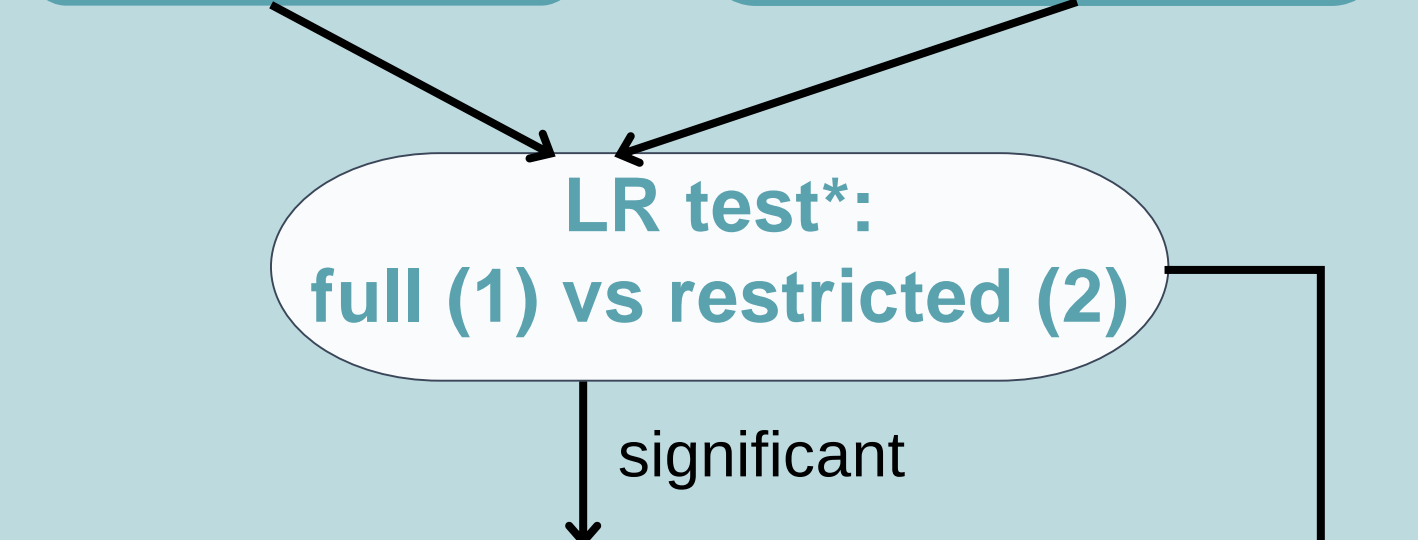 LR test*:
full (1) vs restricted (2)
significant